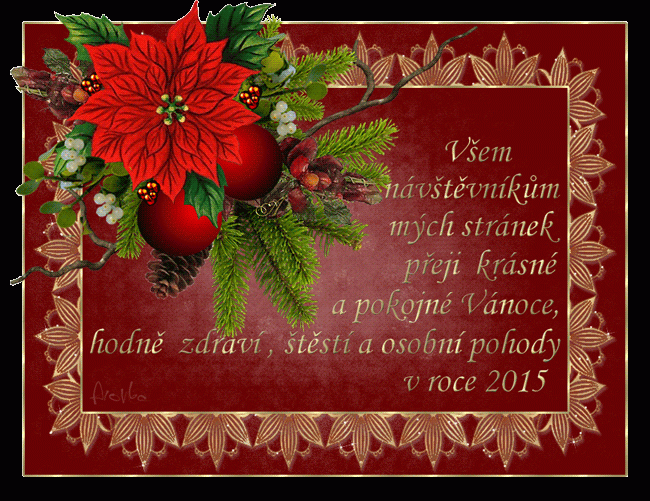 Všem
návštěvníkům
mých stránek
přeji krásné
a pokojné Vánoce,
hodně zdraví , štěstí a osobní pohody
v roce 2015